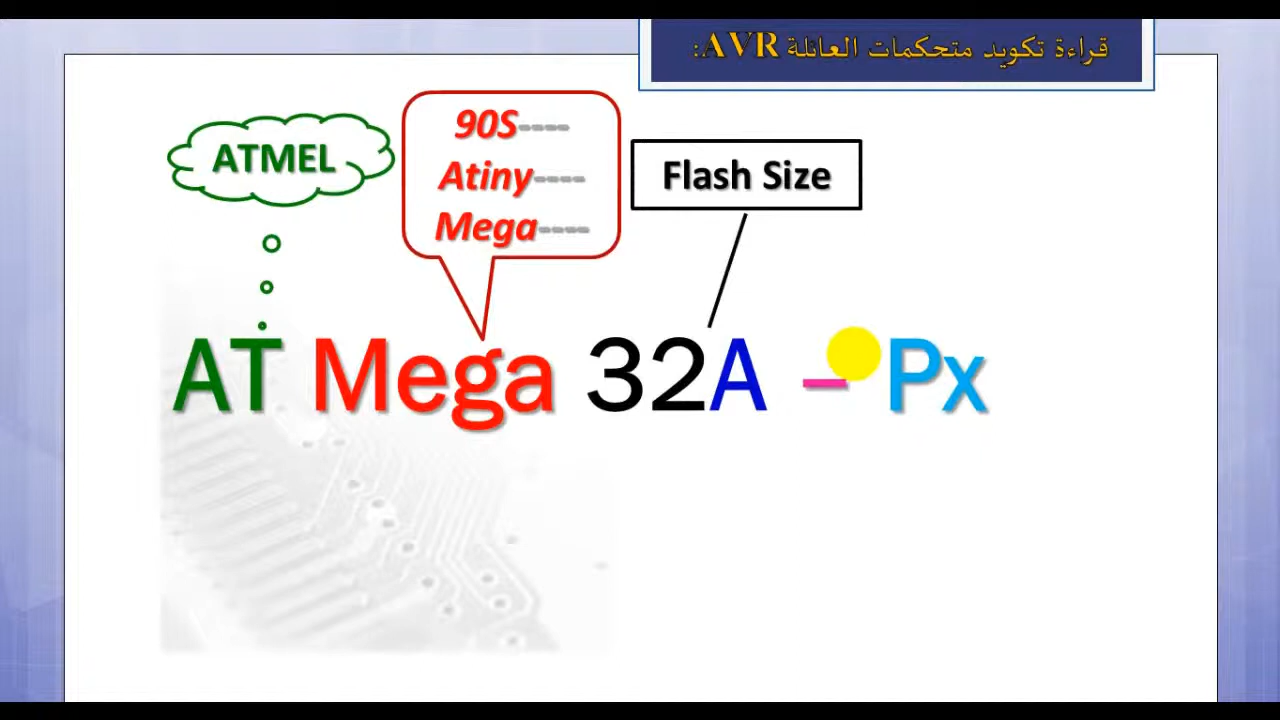 قراءة تكويد متحكمات العائلة AVR:
ATMEL
90S----
Atiny----
Mega----
Flash Size
AT Mega 32A – Px